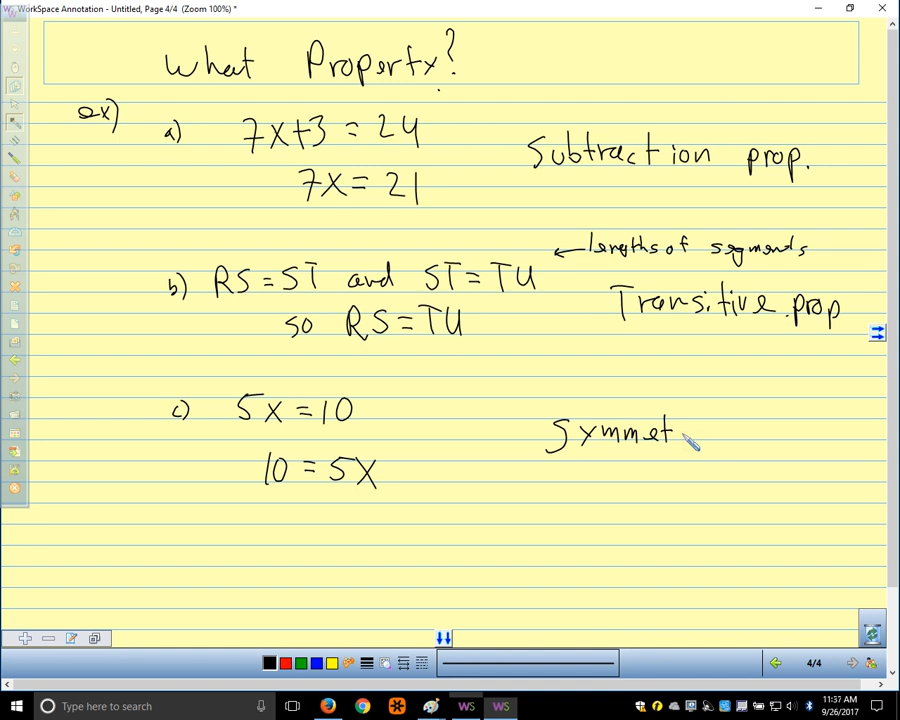 WorkSpace Annotation - Untitled, Page 4/4 (Zoom 100%) *
What Property?
ex)
a) 7x+3 = 24
Subtraction prop.
7x = 21
← lengths of segments
b) RS = ST and ST = TU
Transitive prop
so RS = TU
c) 5x = 10
Symmet
10 = 5x
4/4
Type here to search
WS WS
11:37 AM
9/26/2017